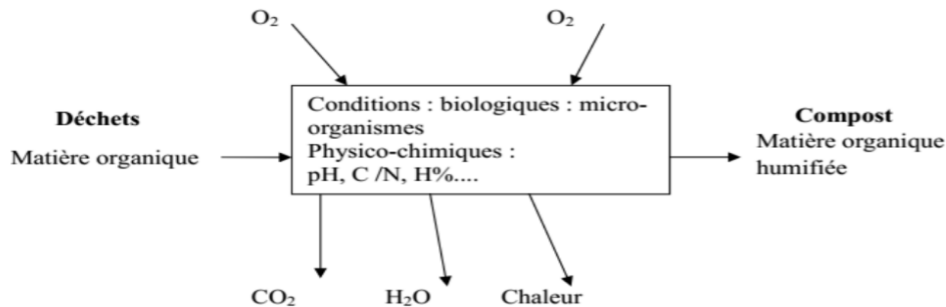 O₂
O₂
Déchets
Matière organique
Conditions : biologiques : micro-
organismes
Physico-chimiques :
pH, C /N, H%....
Compost
Matière organique
humifiée
CO₂
H₂O
Chaleur